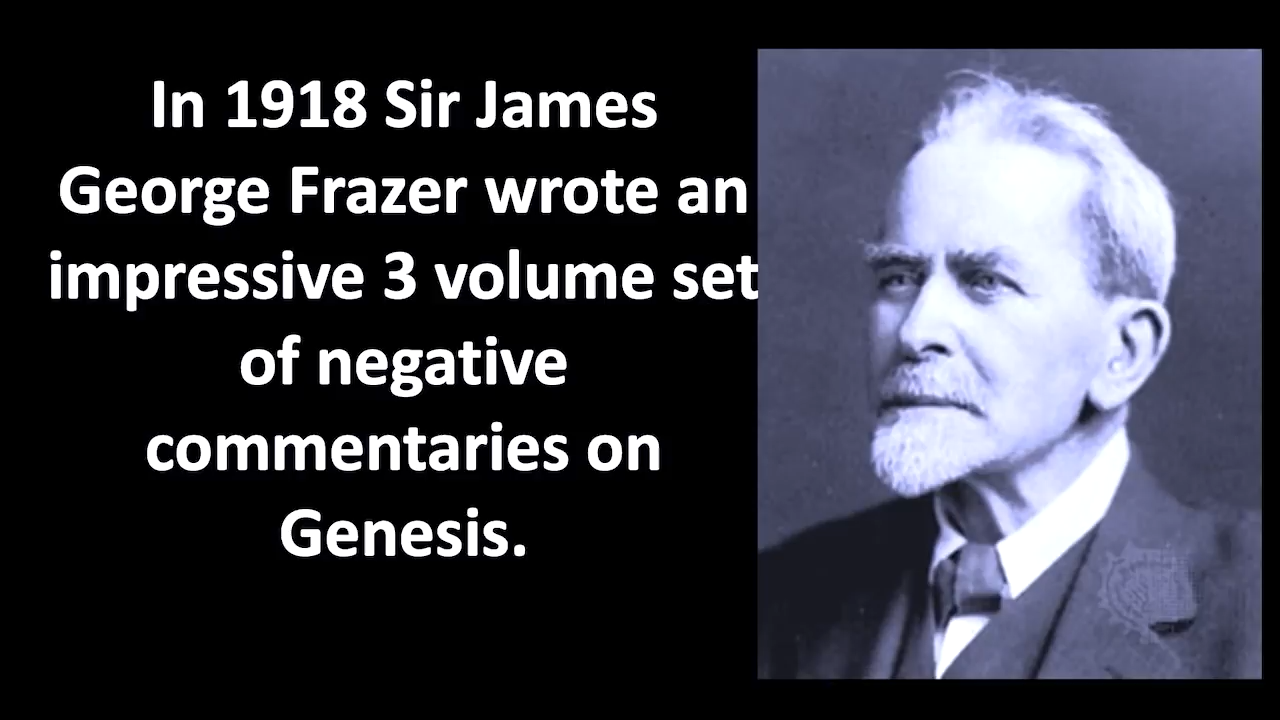 In 1918 Sir James
George Frazer wrote an
impressive 3 volume set
of negative
commentaries on
Genesis.